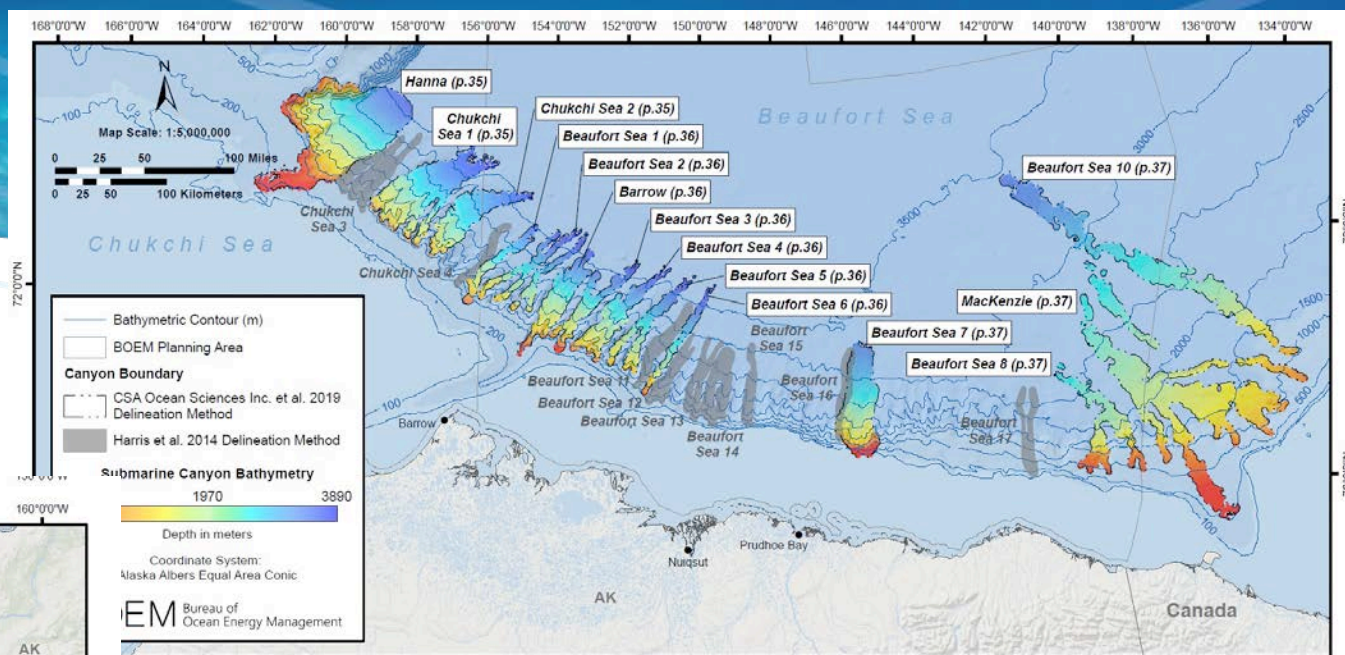 168°0'0"W
162°0'0"W
160°0'0"W
158°0'0"W
156°0'0"W
154°0'0"W
152°0'0"W
150°0'0"W
148°0'0"W
146°0'0"W
144°0'0"W
142°0'0"W
140°0'0"W
138°0'0"W
136°0'0"W
134°0'0"W
N
200
1000
100
Map Scale: 1:5,000,000
0 25 50 100 Miles
0 25 50 100 Kilometers
Hanna (p.35)
Chukchi
Sea 1 (p.35)
Chukchi Sea 2 (p.35)
Beaufort Sea 1 (p.36)
Beaufort Sea 2 (p.36)
Barrow (p.36)
Beaufort Sea 3 (p.36)
Beaufort Sea 4 (p.36)
Beaufort Sea 5 (p.36)
Beaufort Sea 6 (p.36)
Beaufort Sea
Beaufort Sea 10 (p.37)
2500
3000
3500
Chukchi
Sea 3
Chukchi Sea
Chukchi Sea 4
72°0'0"N
MacKenzie (p.37)
1500
1000
2000
500
200
Beaufort
Sea 15
Beaufort Sea 7 (p.37)
Beaufort Sea 8 (p.37)
Beaufort Sea 11
Beaufort Sea 12
Beaufort Sea 13
Beaufort
Sea 14
Beaufort
Sea 16
Beaufort
Sea 17
100
100
Barrow
Nuiqsut
Prudhoe Bay
AK
Canada
Bathymetric Contour (m)
BOEM Planning Area
Canyon Boundary
CSA Ocean Sciences Inc. et al. 2019
Delineation Method
Harris et al. 2014 Delineation Method
Submarine Canyon Bathymetry
1970 3890
Depth in meters
Coordinate System:
Alaska Albers Equal Area Conic
Bureau of
Ocean Energy Management
160°0'0"W
AK